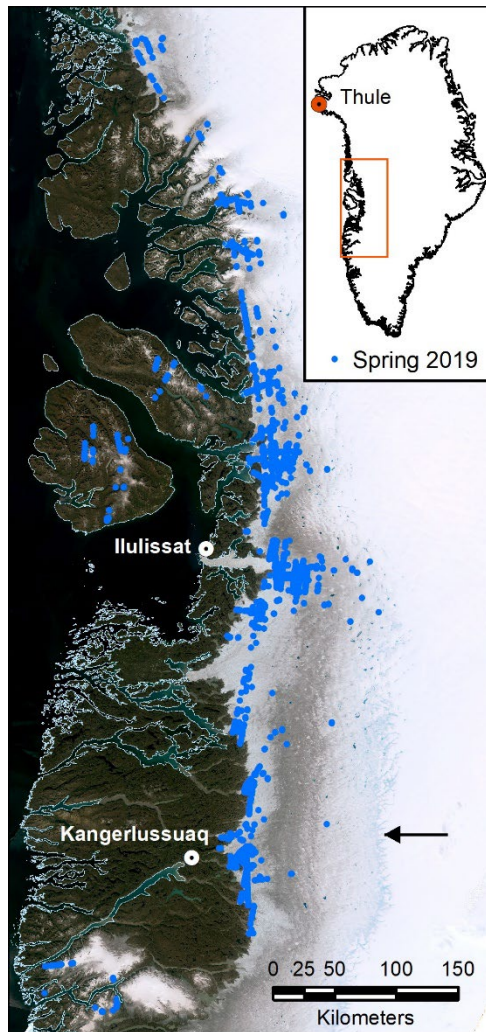 Thule
Spring 2019
Ilulissat
Kangerlussuaq
0 25 50 100 150
Kilometers